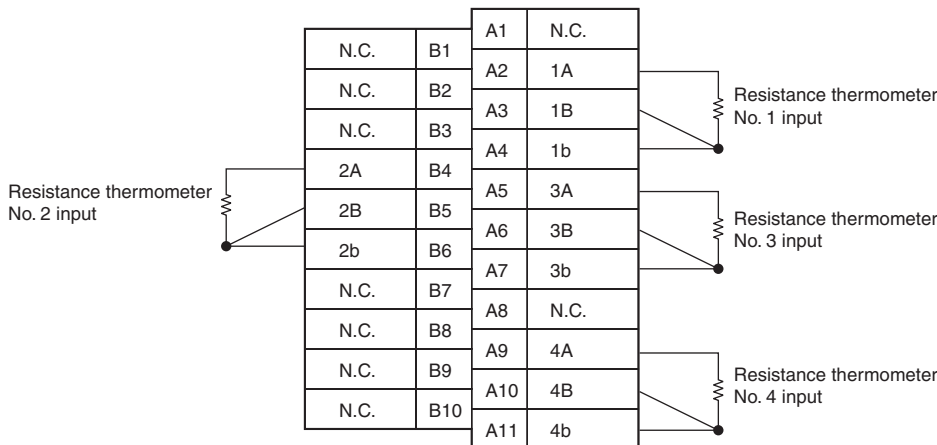 Resistance thermometer
No. 2 input
N.C. B1
N.C. B2
N.C. B3
2A B4
2B B5
2b B6
N.C. B7
N.C. B8
N.C. B9
N.C. B10
A1 N.C.
A2 1A
A3 1B
A4 1b
A5 3A
A6 3B
A7 3b
A8 N.C.
A9 4A
A10 4B
A11 4b
Resistance thermometer
No. 1 input
Resistance thermometer
No. 3 input
Resistance thermometer
No. 4 input